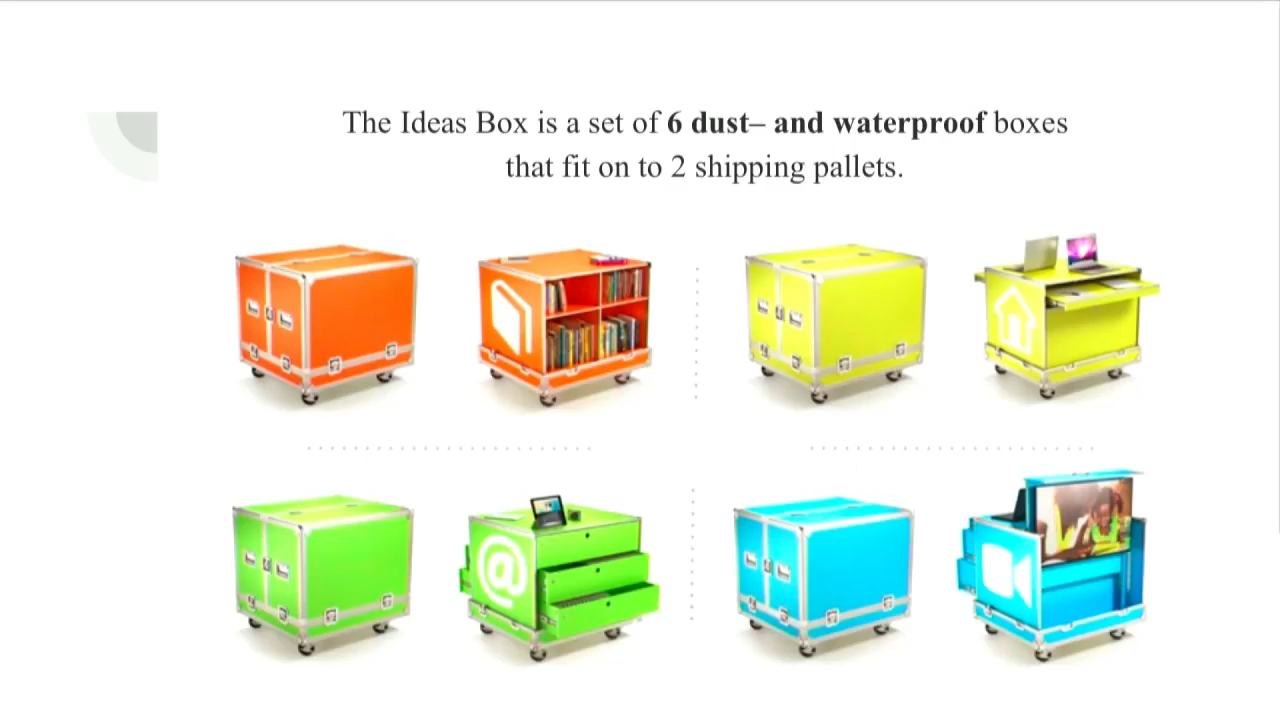 The Ideas Box is a set of 6 dust– and waterproof boxes
that fit on to 2 shipping pallets.
@